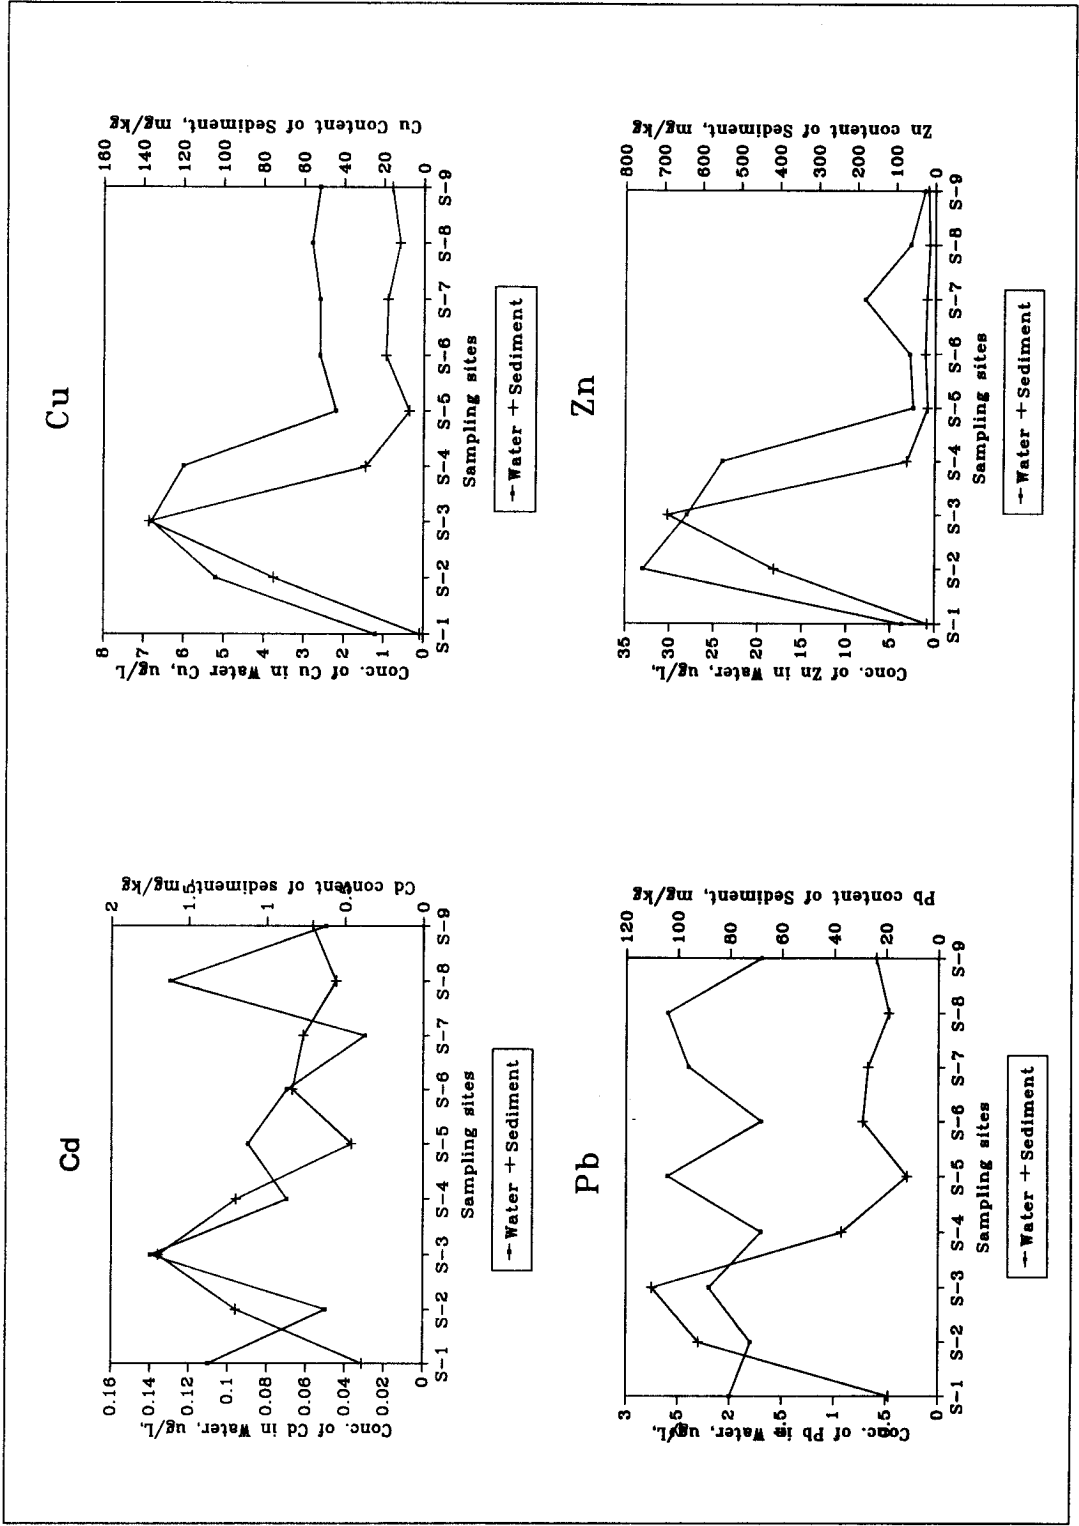 Cd
Conc. of Cd in Water, ug/L,
0.16
0.14
0.12
0.1
0.08
0.06
0.04
0.02
0
Cd content of sediment, mg/kg
2
1.5
1
0.5
0
S-1 S-2 S-3 S-4 S-5 S-6 S-7 S-8 S-9
Sampling sites
Water + Sediment
Cu
Conc. of Cu in Water Cu, ug/L
8
7
6
5
4
3
2
1
0
Cu Content of Sediment, mg/kg
160
140
120
100
80
60
40
20
0
S-1 S-2 S-3 S-4 S-5 S-6 S-7 S-8 S-9
Sampling sites
Water + Sediment
Pb
Conc. of Pb in Water, ug/L,
3
2.5
2
1.5
1
0.5
0
Pb content of Sediment, mg/kg
120
100
80
60
40
20
0
S-1 S-2 S-3 S-4 S-5 S-6 S-7 S-8 S-9
Sampling sites
Water + Sediment
Zn
Conc. of Zn in Water, ug/L,
35
30
25
20
15
10
5
0
Zn content of Sediment, mg/kg
800
700
600
500
400
300
200
100
0
S-1 S-2 S-3 S-4 S-5 S-6 S-7 S-8 S-9
Sampling sites
Water + Sediment